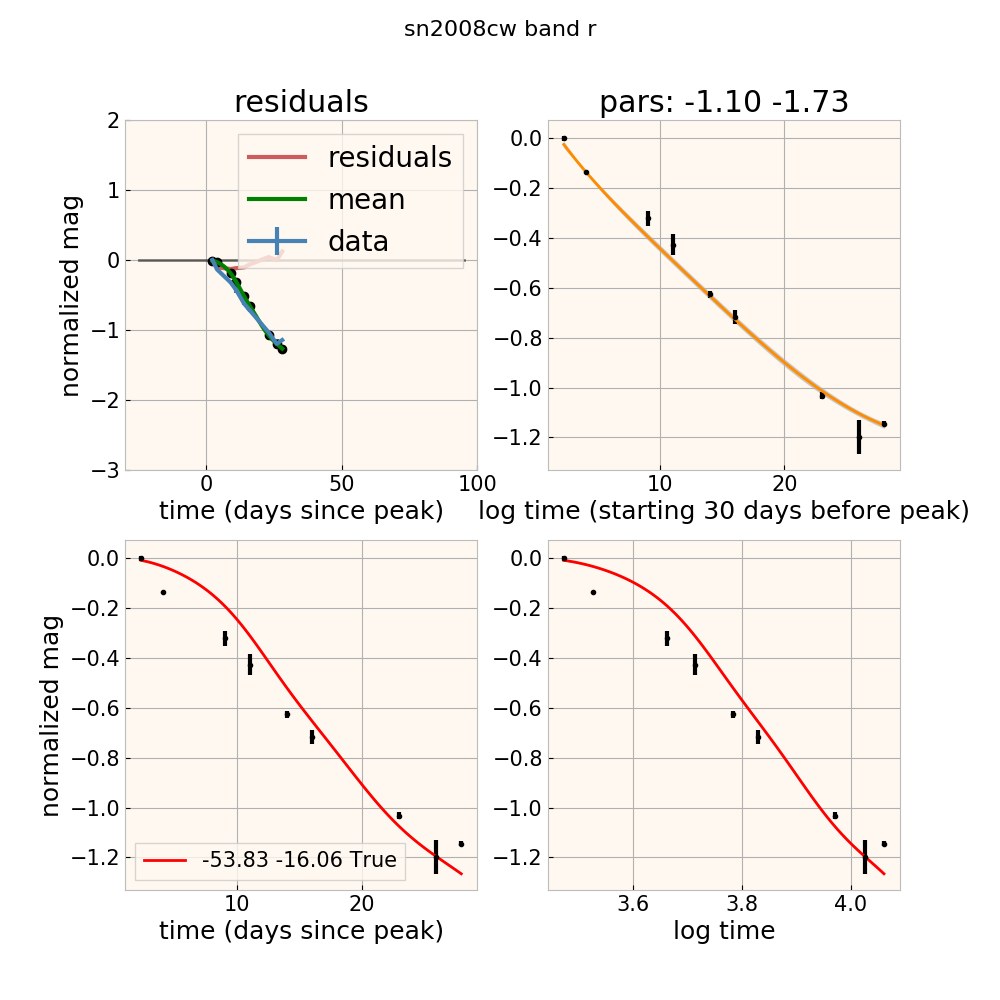 sn2008cw band r
residuals
2
1
0
−1
−2
−3
0
50
100
normalized mag
time (days since peak)
residuals
mean
data
pars: -1.10 -1.73
0.0
−0.2
−0.4
−0.6
−0.8
−1.0
−1.2
10
20
log time (starting 30 days before peak)
0.0
−0.2
−0.4
−0.6
−0.8
−1.0
−1.2
10
20
normalized mag
time (days since peak)
-53.83 -16.06 True
0.0
−0.2
−0.4
−0.6
−0.8
−1.0
−1.2
3.6
3.8
4.0
log time